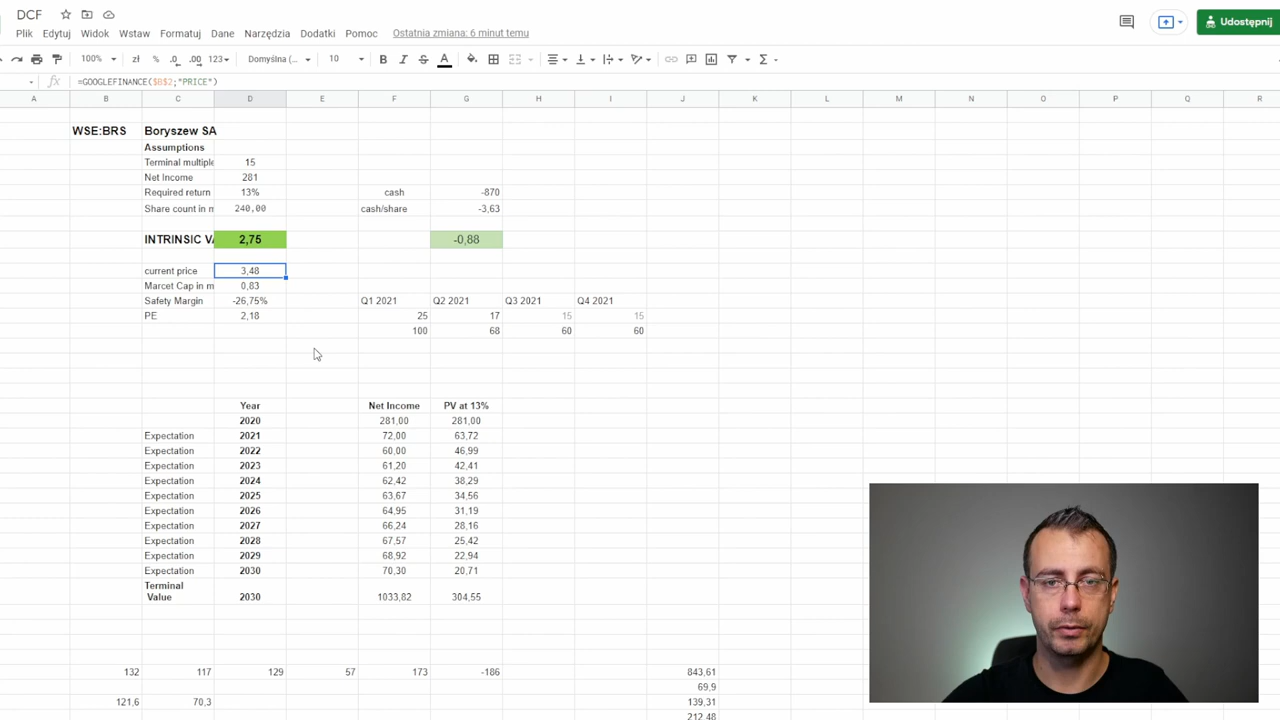 DCF
Plik Edytuj Widok Wstaw Formatuj Dane Narzędzia Dodatki Pomoc Ostatnia zmiana: 6 minut temu
Udostępnij
100% zł % .0 .00 123 Domyślna (... 10 B I S A
fx =GOOGLEFINANCE($B$2;"PRICE")
A B C D E F G H I J K L M N O P Q R
WSE:BRS Boryszew SA
Assumptions
Terminal multiple 15
Net Income 281
Required return 13% cash -870
Share count in m 240,00 cash/share -3,63
INTRINSIC VA 2,75 -0,88
current price 3,48
Marcet Cap in m 0,83
Safety Margin -26,75% Q1 2021 Q2 2021 Q3 2021 Q4 2021
PE 2,18 25 17 15 15
100 68 60 60
Year Net Income PV at 13%
2020 281,00 281,00
Expectation 2021 72,00 63,72
Expectation 2022 60,00 46,99
Expectation 2023 61,20 42,41
Expectation 2024 62,42 38,29
Expectation 2025 63,67 34,56
Expectation 2026 64,95 31,19
Expectation 2027 66,24 28,16
Expectation 2028 67,57 25,42
Expectation 2029 68,92 22,94
Expectation 2030 70,30 20,71
Terminal
Value 2030 1033,82 304,55
132 117 129 57 173 -186 843,61
69,9
121,6 70,3 139,31
212,48